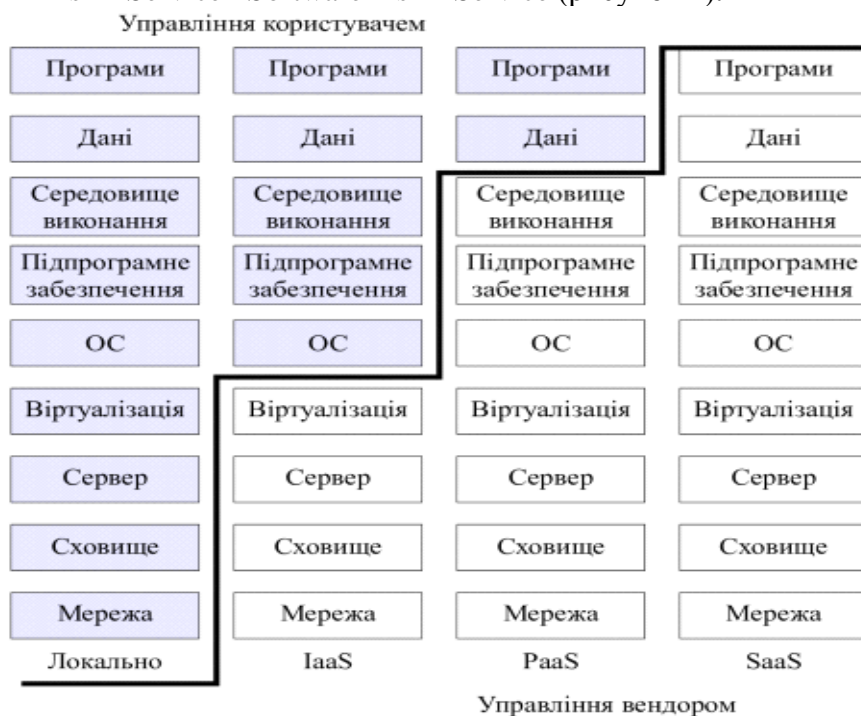 Управління користувачем
Програми Програми Програми Програми
Дані Дані Дані Дані
Середовище виконання Середовище виконання Середовище виконання Середовище виконання
Підпрограмне забезпечення Підпрограмне забезпечення Підпрограмне забезпечення Підпрограмне забезпечення
ОС ОС ОС ОС
Віртуалізація Віртуалізація Віртуалізація Віртуалізація
Сервер Сервер Сервер Сервер
Сховище Сховище Сховище Сховище
Мережа Мережа Мережа Мережа
Локально IaaS PaaS SaaS
Управління вендором